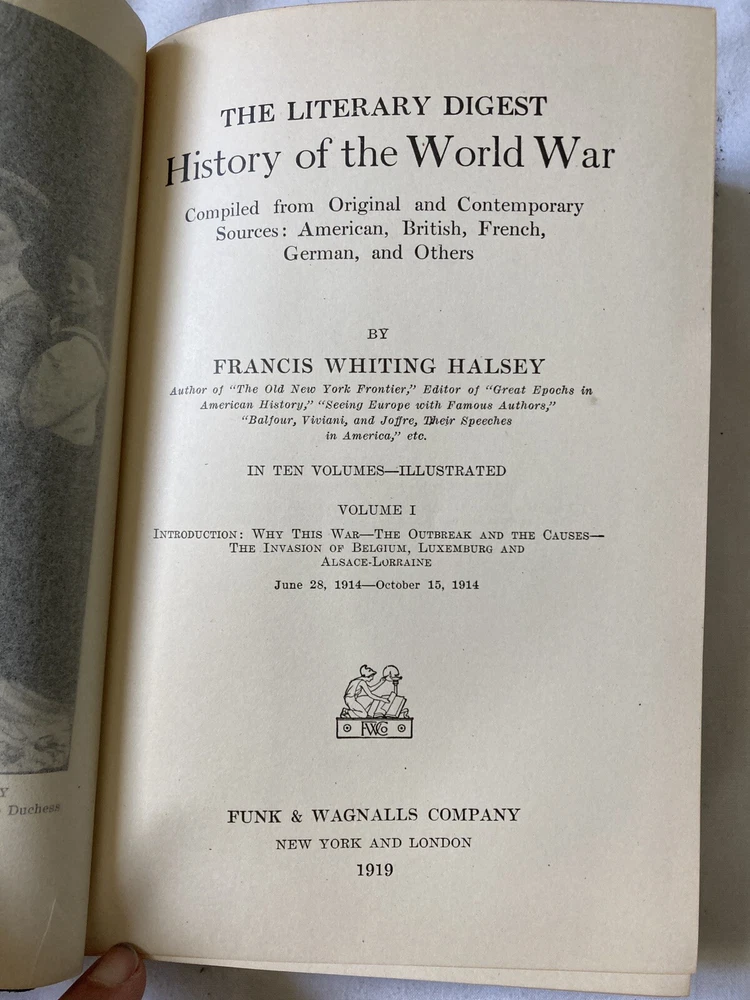 THE LITERARY DIGEST
History of the World War
Compiled from Original and Contemporary
Sources: American, British, French,
German, and Others
BY
FRANCIS WHITING HALSEY
Author of "The Old New York Frontier," Editor of "Great Epochs in
American History," "Seeing Europe with Famous Authors,"
"Balfour, Viviani, and Joffre, Their Speeches
in America," etc.
IN TEN VOLUMES—ILLUSTRATED
VOLUME I
INTRODUCTION: WHY THIS WAR—THE OUTBREAK AND THE CAUSES—
THE INVASION OF BELGIUM, LUXEMBURG AND
ALSACE-LORRAINE
June 28, 1914—October 15, 1914
FWCo
FUNK & WAGNALLS COMPANY
NEW YORK AND LONDON
1919
Y
Duchess